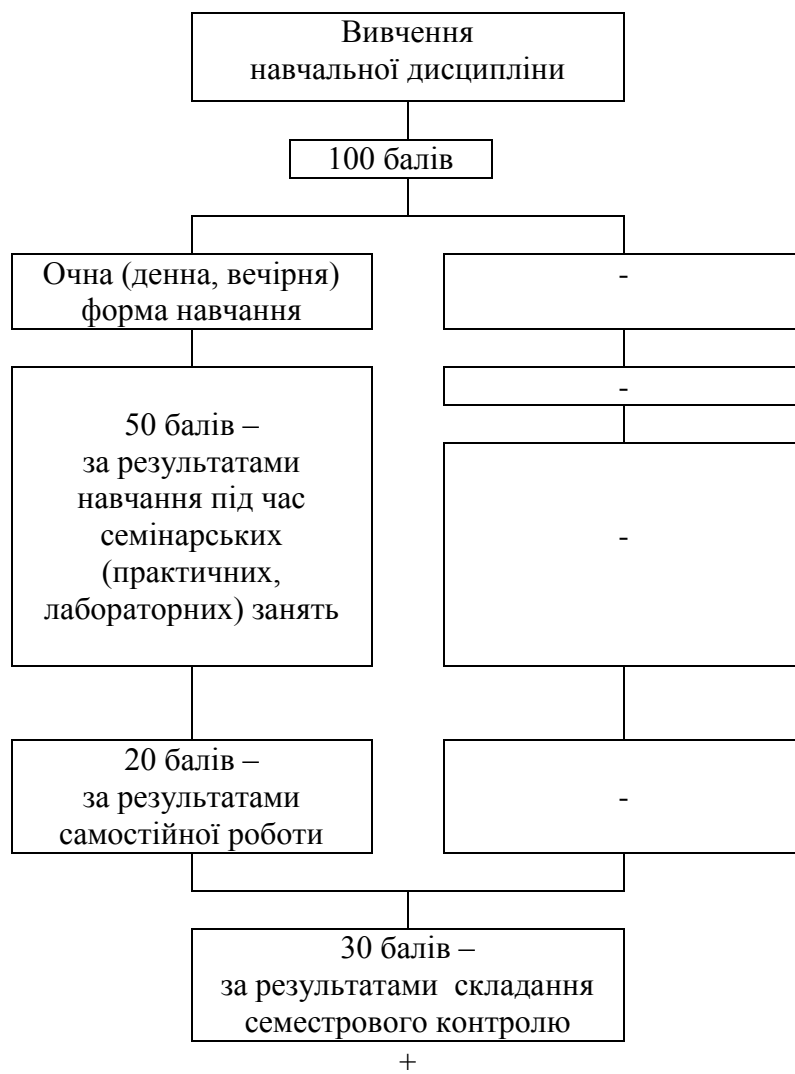 Вивчення
навчальної дисципліни
100 балів
Очна (денна, вечірня)
форма навчання
-
-
50 балів –
за результатами
навчання під час
семінарських
(практичних,
лабораторних) занять
-
20 балів –
за результатами
самостійної роботи
-
30 балів –
за результатами складання
семестрового контролю
+